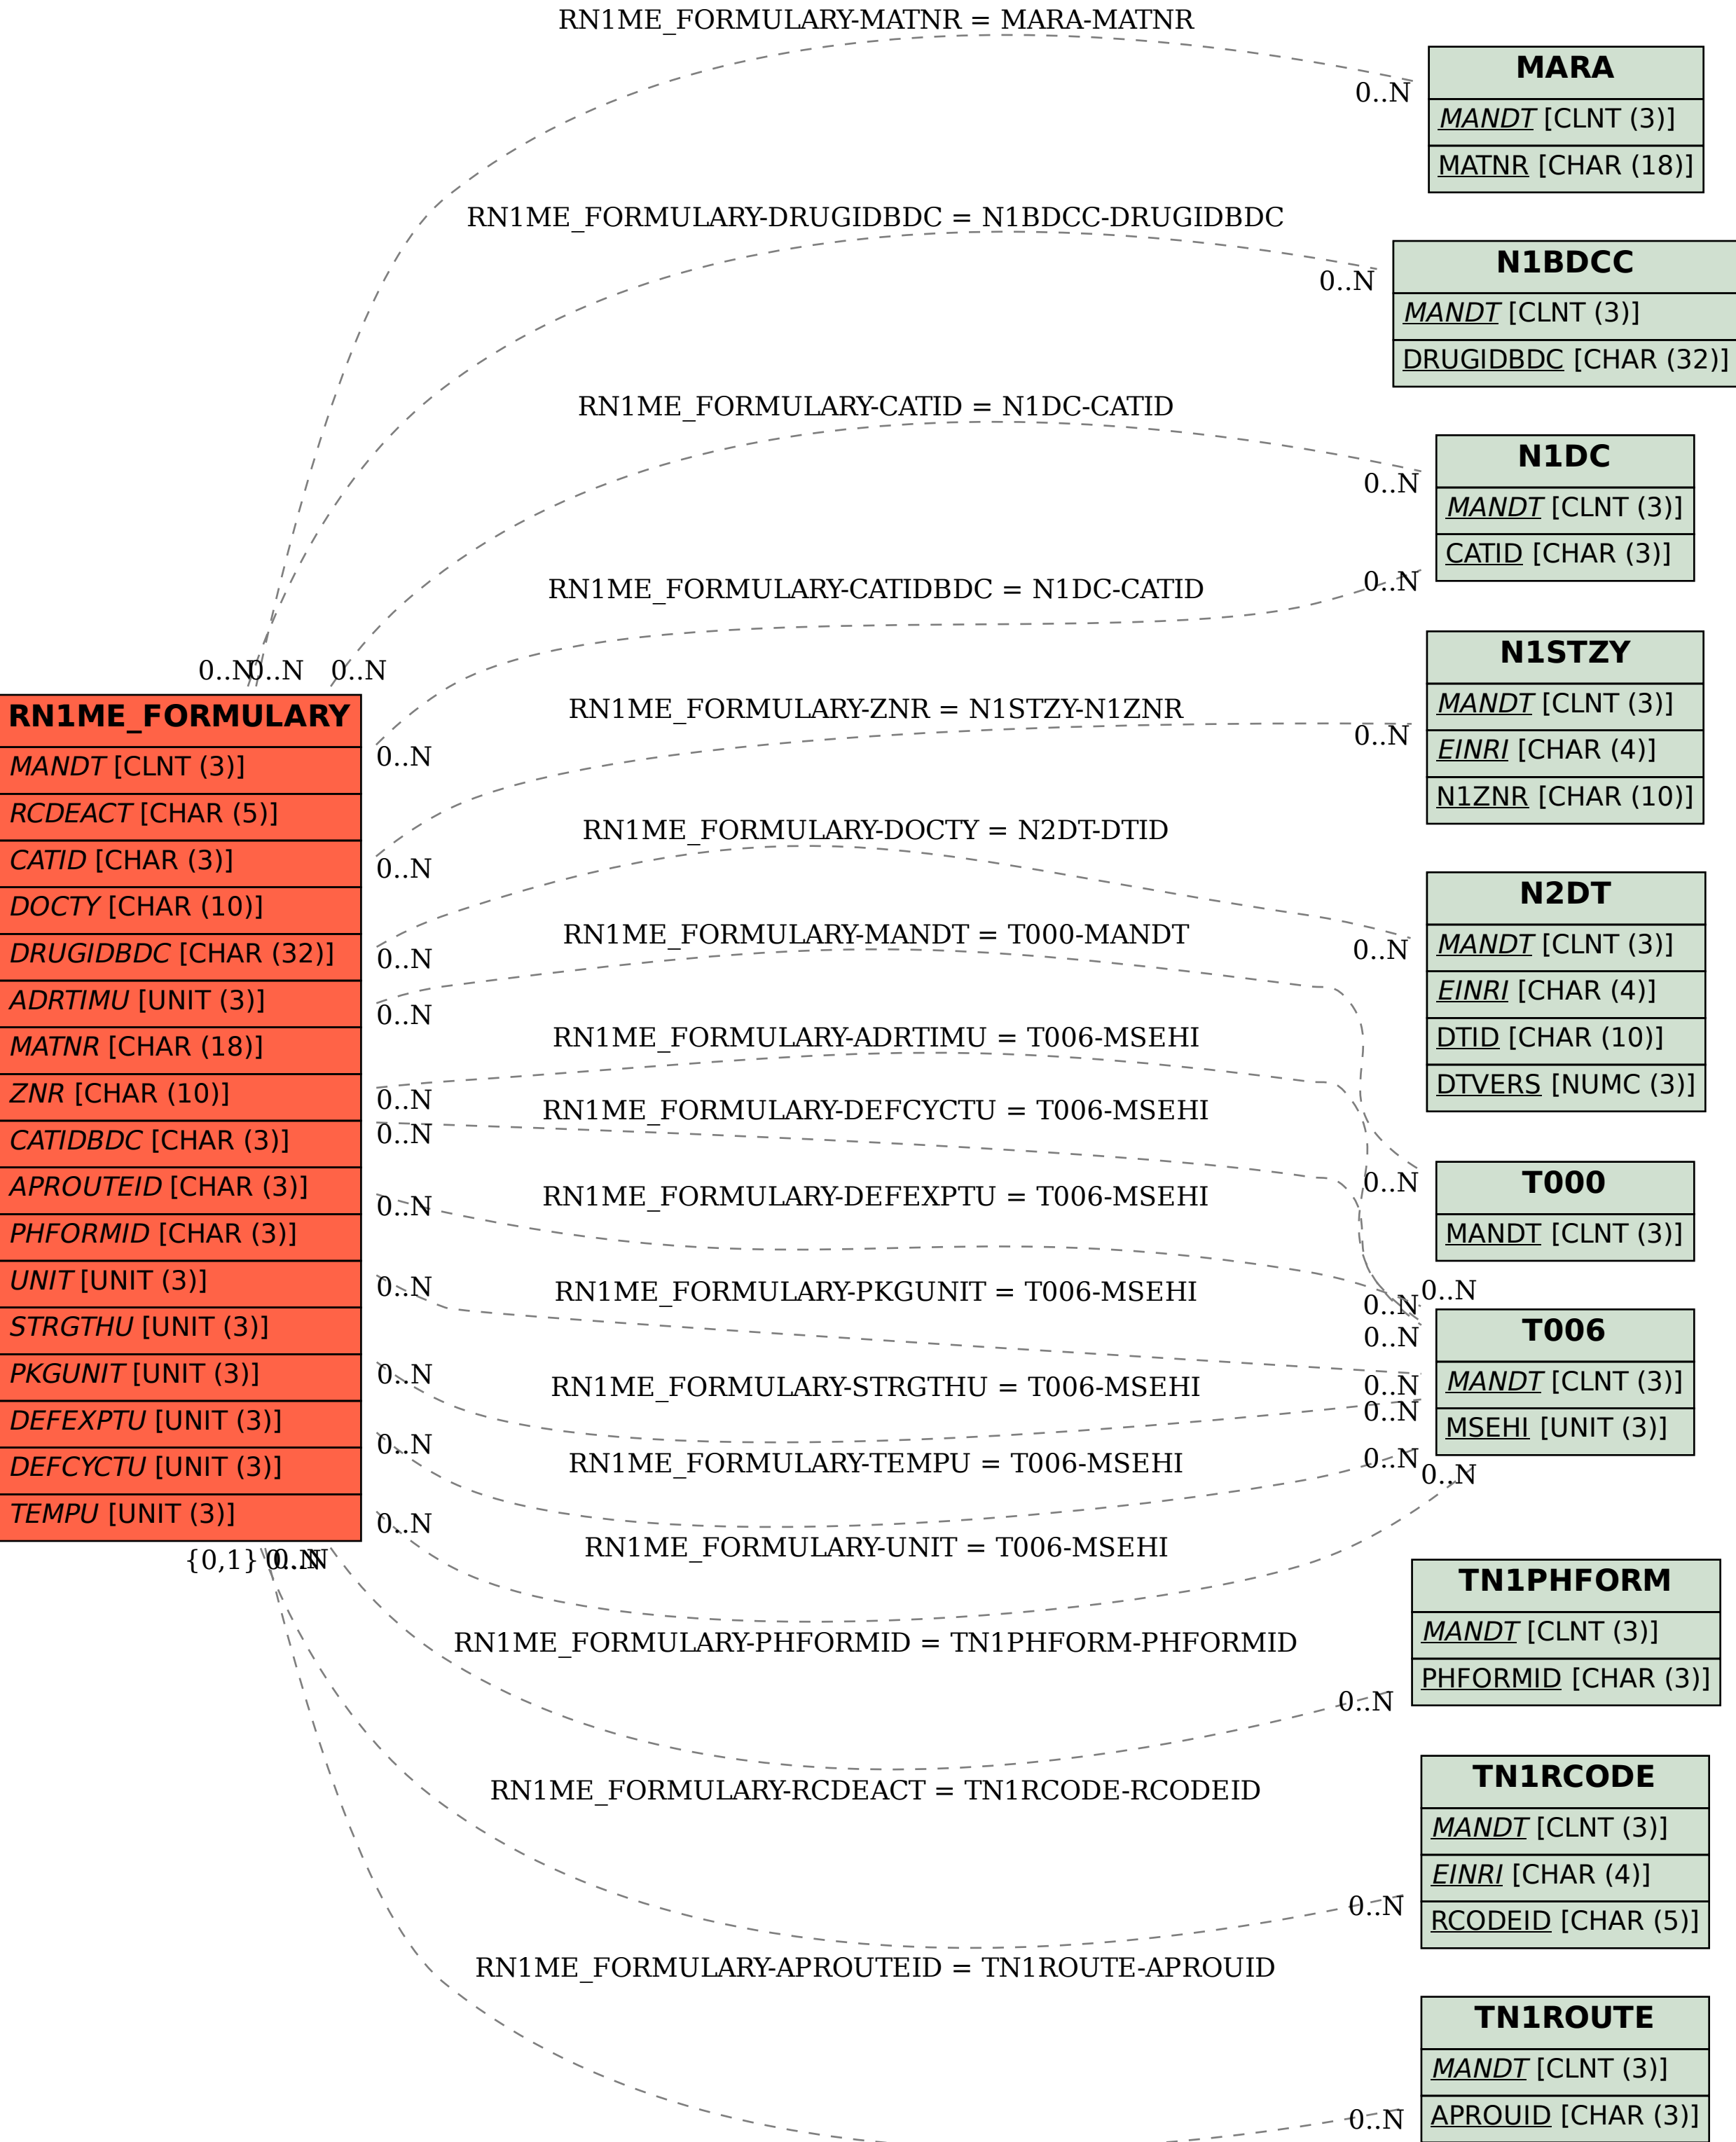 RN1ME_FORMULARY-MATNR = MARA-MATNR
0..N
MARA
MANDT [CLNT (3)]
MATNR [CHAR (18)]
RN1ME_FORMULARY-DRUGIDBDC = N1BDCC-DRUGIDBDC
0..N
N1BDCC
MANDT [CLNT (3)]
DRUGIDBDC [CHAR (32)]
RN1ME_FORMULARY-CATID = N1DC-CATID
0..N
N1DC
MANDT [CLNT (3)]
CATID [CHAR (3)]
RN1ME_FORMULARY-CATIDBDC = N1DC-CATID
0..N
0..N
0..N
0..N
RN1ME_FORMULARY
MANDT [CLNT (3)]
RCDEACT [CHAR (5)]
CATID [CHAR (3)]
DOCTY [CHAR (10)]
DRUGIDBDC [CHAR (32)]
ADRTIMU [UNIT (3)]
MATNR [CHAR (18)]
ZNR [CHAR (10)]
CATIDBDC [CHAR (3)]
APROUTEID [CHAR (3)]
PHFORMID [CHAR (3)]
UNIT [UNIT (3)]
STRGTHU [UNIT (3)]
PKGUNIT [UNIT (3)]
DEFEXPTU [UNIT (3)]
DEFCYCTU [UNIT (3)]
TEMPU [UNIT (3)]
{0,1}
0..N
0..N
0..N
0..N
0..N
0..N
0..N
0..N
0..N
0..N
0..N
0..N
0..N
RN1ME_FORMULARY-ZNR = N1STZY-N1ZNR
0..N
N1STZY
MANDT [CLNT (3)]
EINRI [CHAR (4)]
N1ZNR [CHAR (10)]
RN1ME_FORMULARY-DOCTY = N2DT-DTID
0..N
N2DT
MANDT [CLNT (3)]
EINRI [CHAR (4)]
DTID [CHAR (10)]
DTVERS [NUMC (3)]
RN1ME_FORMULARY-MANDT = T000-MANDT
0..N
T000
MANDT [CLNT (3)]
RN1ME_FORMULARY-ADRTIMU = T006-MSEHI
RN1ME_FORMULARY-DEFCYCTU = T006-MSEHI
RN1ME_FORMULARY-DEFEXPTU = T006-MSEHI
RN1ME_FORMULARY-PKGUNIT = T006-MSEHI
RN1ME_FORMULARY-STRGTHU = T006-MSEHI
RN1ME_FORMULARY-TEMPU = T006-MSEHI
RN1ME_FORMULARY-UNIT = T006-MSEHI
0..N
0..N
0..N
0..N
0..N
0..N
0..N
T006
MANDT [CLNT (3)]
MSEHI [UNIT (3)]
RN1ME_FORMULARY-PHFORMID = TN1PHFORM-PHFORMID
0..N
TN1PHFORM
MANDT [CLNT (3)]
PHFORMID [CHAR (3)]
RN1ME_FORMULARY-RCDEACT = TN1RCODE-RCODEID
0..N
TN1RCODE
MANDT [CLNT (3)]
EINRI [CHAR (4)]
RCODEID [CHAR (5)]
RN1ME_FORMULARY-APROUTEID = TN1ROUTE-APROUID
0..N
TN1ROUTE
MANDT [CLNT (3)]
APROUID [CHAR (3)]